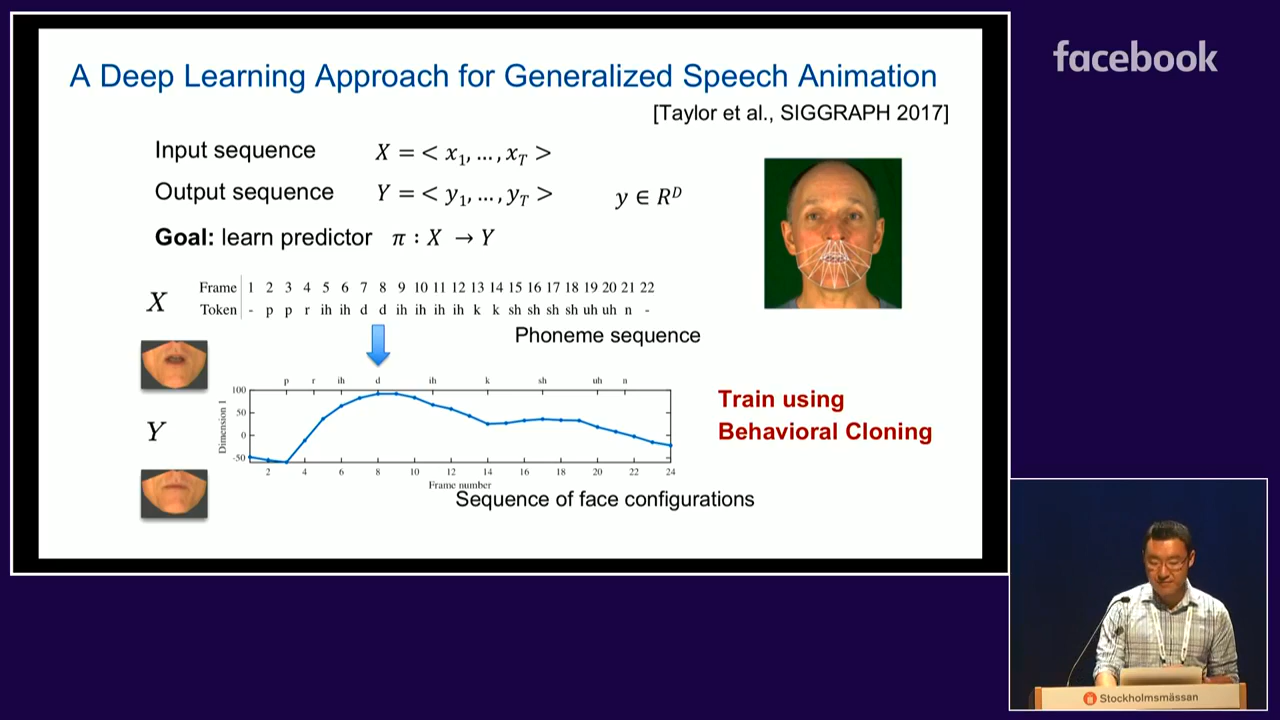 A Deep Learning Approach for Generalized Speech Animation
[Taylor et al., SIGGRAPH 2017]
Input sequence X = < x₁, ..., x_T >
Output sequence Y = < y₁, ..., y_T > y ∈ R^D
Goal: learn predictor π : X → Y
X
Frame 1 2 3 4 5 6 7 8 9 10 11 12 13 14 15 16 17 18 19 20 21 22
Token - p p r ih ih d d ih ih ih ih k k sh sh sh sh uh uh n -
Phoneme sequence
p r ih d ih k sh uh n
Y
Dimension 1
100
50
0
-50
2 4 6 8 10 12 14 16 18 20 22 24
Frame number
Sequence of face configurations
Train using
Behavioral Cloning
facebook
Stockholmsmässan